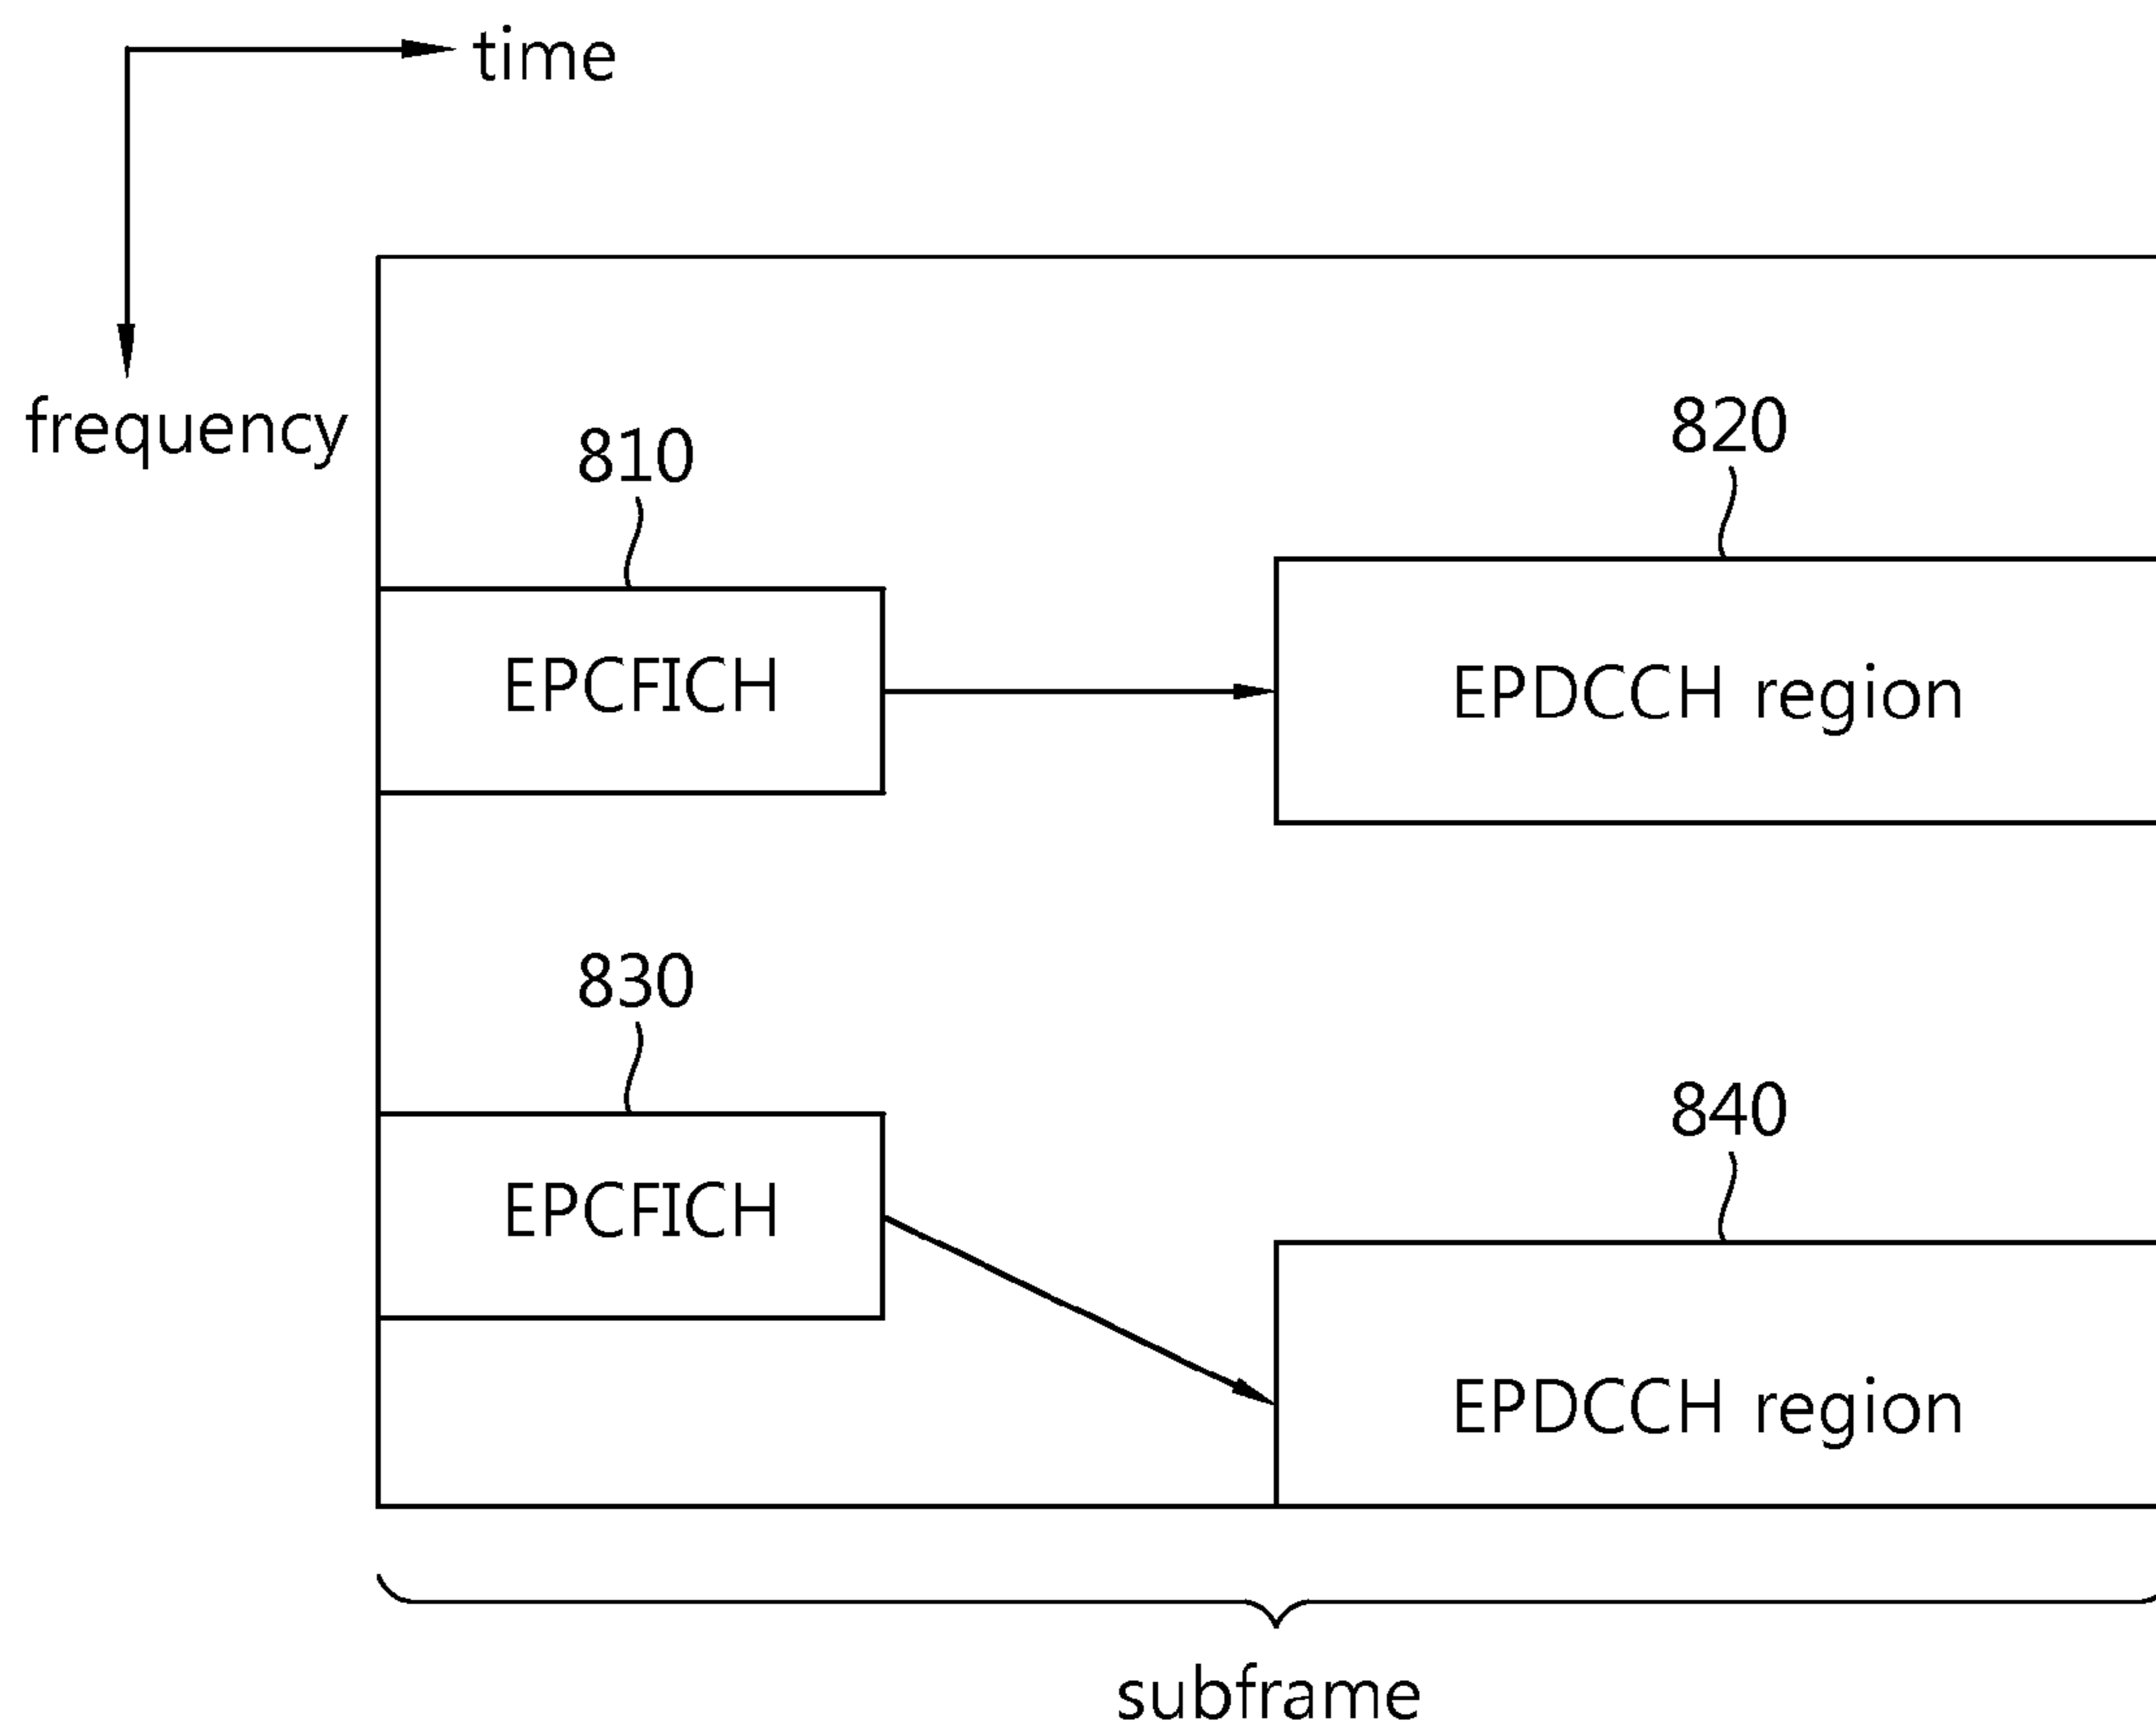 time
frequency
810
820
EPCFICH
EPDCCH region
830
840
EPCFICH
EPDCCH region
subframe